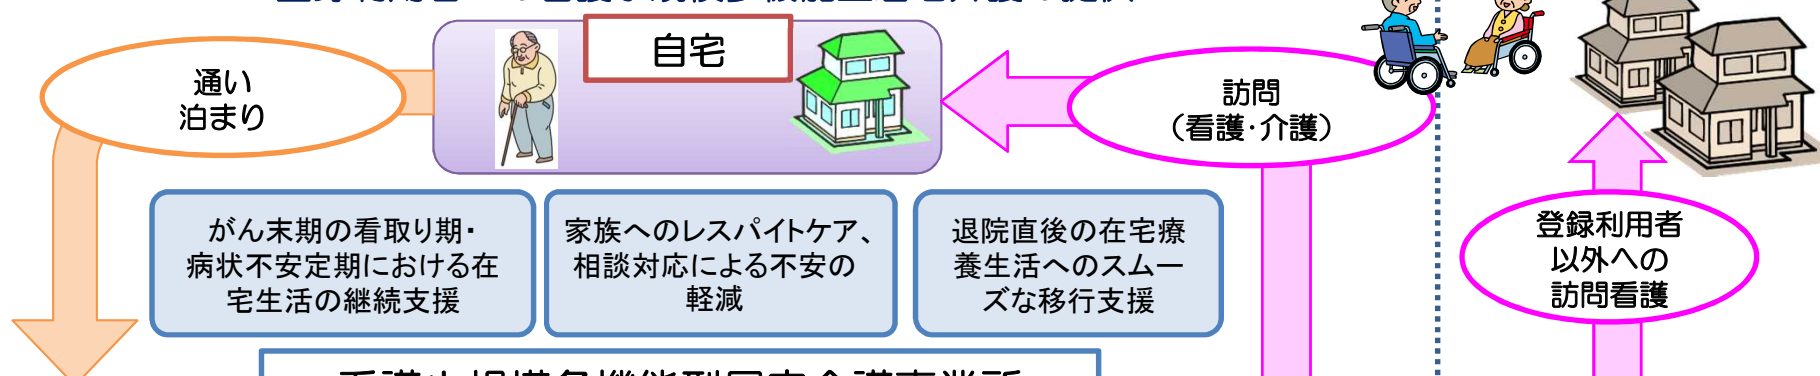 自宅
通い
泊まり
訪問
（看護・介護）
がん末期の看取り期・
病状不安定期における在
宅生活の継続支援
家族へのレスパイトケア、
相談対応による不安の
軽減
退院直後の在宅療
養生活へのスムー
ズな移行支援
登録利用者
以外への
訪問看護